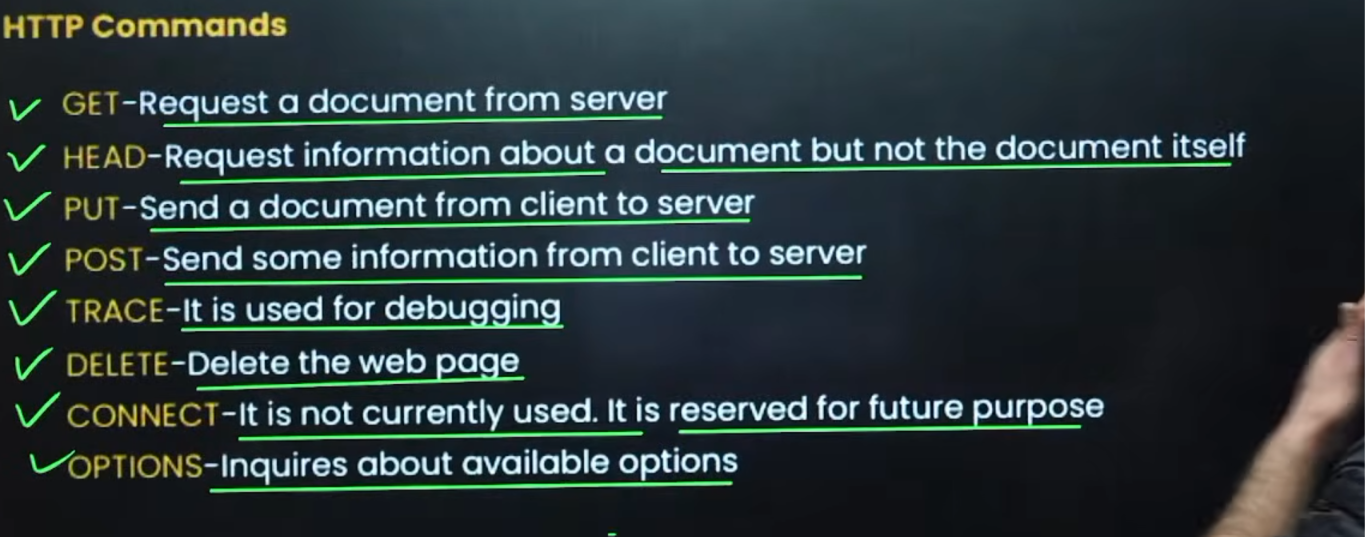 HTTP Commands
GET-Request a document from server
HEAD-Request information about a document but not the document itself
PUT-Send a document from client to server
POST-Send some information from client to server
TRACE-It is used for debugging
DELETE-Delete the web page
CONNECT-It is not currently used. It is reserved for future purpose
OPTIONS-Inquires about available options